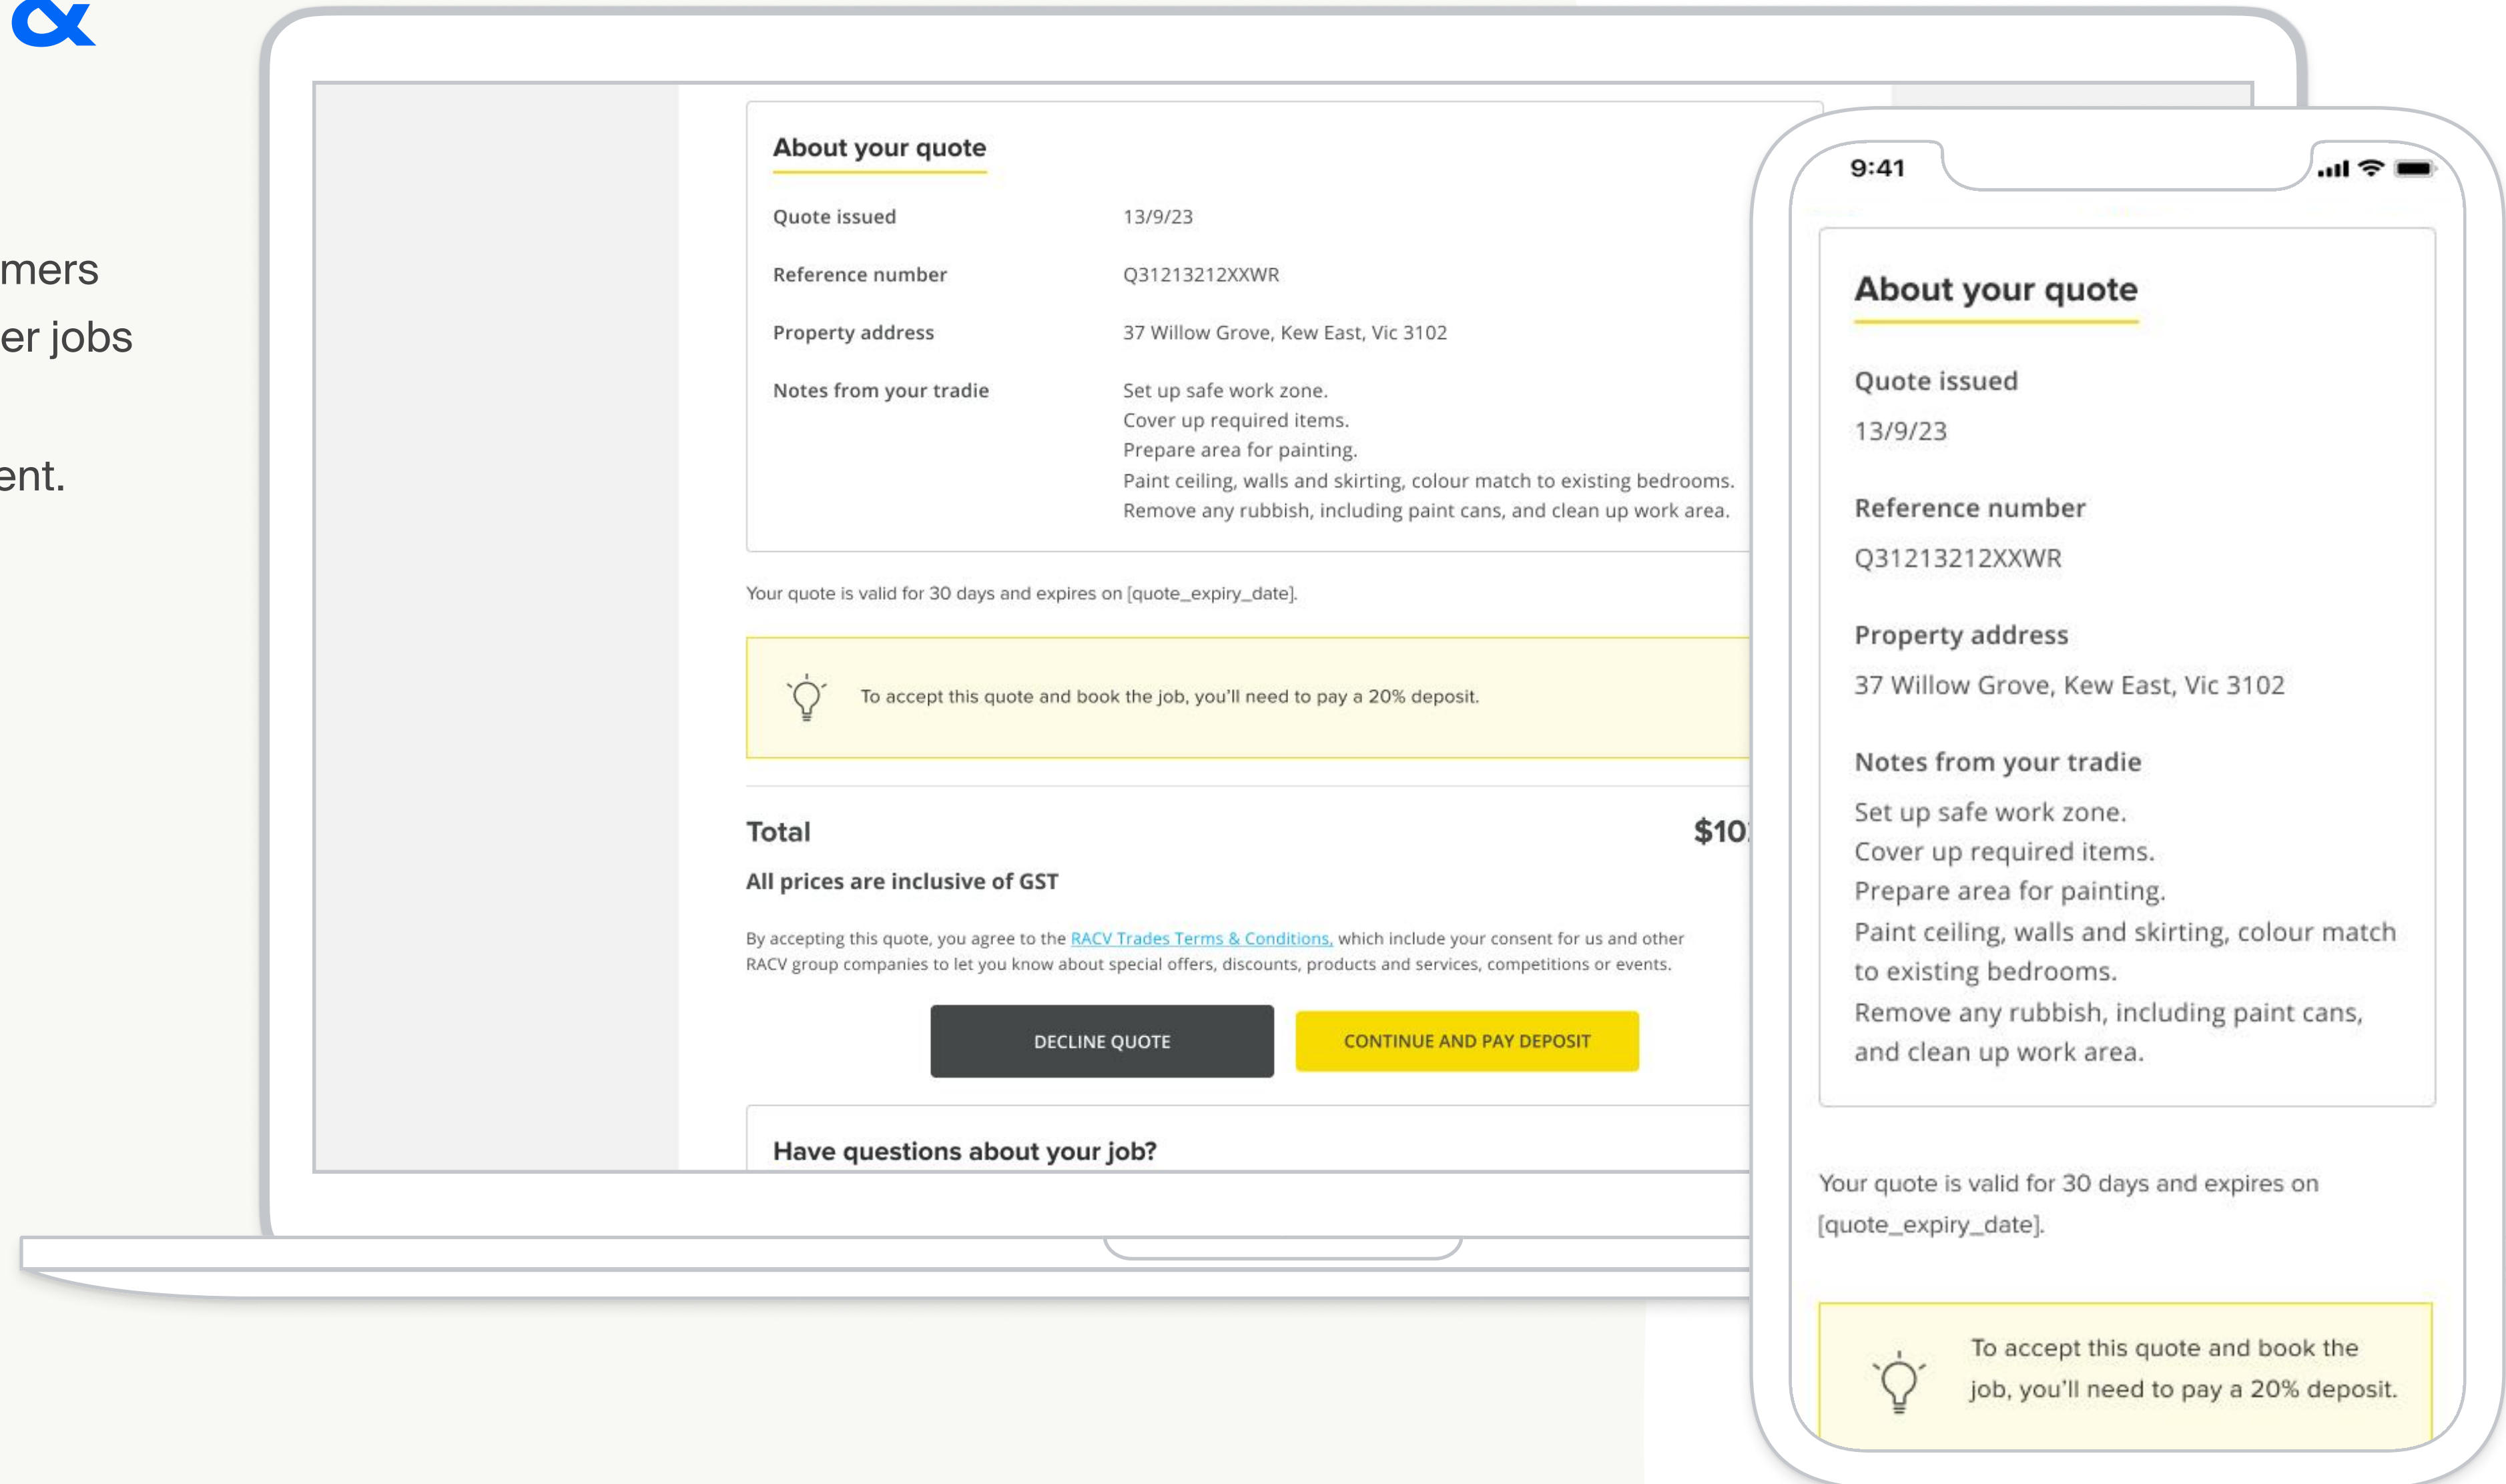 &
mers
er jobs
ent.
About your quote
Quote issued 13/9/23
Reference number Q31213212XXWR
Property address 37 Willow Grove, Kew East, Vic 3102
Notes from your tradie Set up safe work zone.
Cover up required items.
Prepare area for painting.
Paint ceiling, walls and skirting, colour match to existing bedrooms.
Remove any rubbish, including paint cans, and clean up work area.
Your quote is valid for 30 days and expires on [quote_expiry_date].
To accept this quote and book the job, you'll need to pay a 20% deposit.
Total $10
All prices are inclusive of GST
By accepting this quote, you agree to the RACV Trades Terms & Conditions, which include your consent for us and other
RACV group companies to let you know about special offers, discounts, products and services, competitions or events.
DECLINE QUOTE CONTINUE AND PAY DEPOSIT
Have questions about your job?
9:41
About your quote
Quote issued
13/9/23
Reference number
Q31213212XXWR
Property address
37 Willow Grove, Kew East, Vic 3102
Notes from your tradie
Set up safe work zone.
Cover up required items.
Prepare area for painting.
Paint ceiling, walls and skirting, colour match
to existing bedrooms.
Remove any rubbish, including paint cans,
and clean up work area.
Your quote is valid for 30 days and expires on
[quote_expiry_date].
To accept this quote and book the
job, you'll need to pay a 20% deposit.